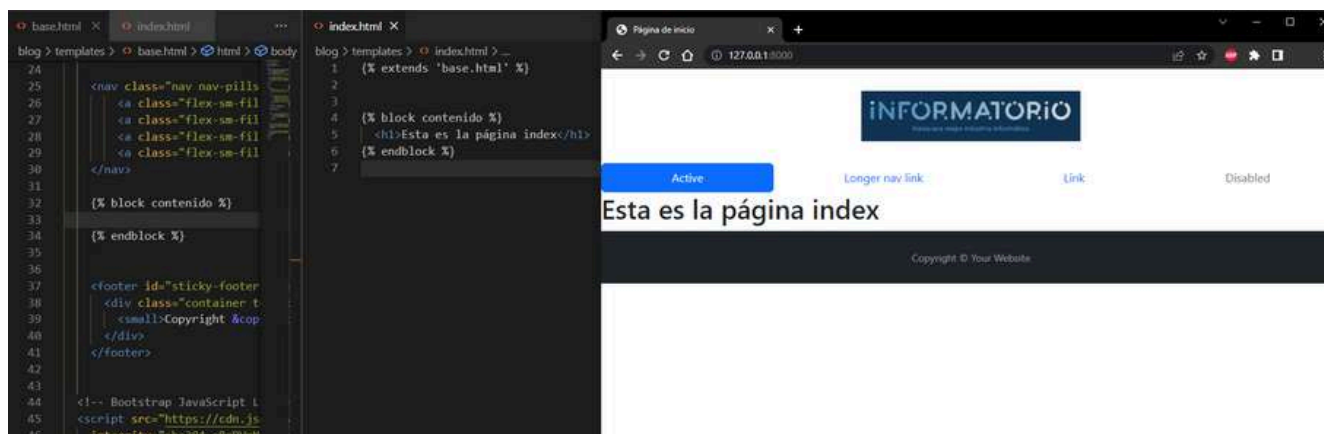 base.html
index.html
blog > templates > base.html > html > body
24
25 <nav class="nav nav-pills
26 <a class="flex-sm-fil
27 <a class="flex-sm-fil
28 <a class="flex-sm-fil
29 <a class="flex-sm-fil
30 </nav>
31
32 {% block contenido %}
33
34 {% endblock %}
35
36
37 <footer id="sticky-footer
38 <div class="container t
39 <small>Copyright &cop
40 </div>
41 </footer>
42
43
44 <!-- Bootstrap JavaScript L
45 <script src="https://cdn.js
46
index.html
blog > templates > index.html > ...
1 {% extends 'base.html' %}
2
3
4 {% block contenido %}
5 <h1>Esta es la página index</h1>
6 {% endblock %}
7
Página de inicio
127.0.0.1:8000
INFORMATORIO
Active
Longer nav link
Link
Disabled
Esta es la página index
Copyright © Your Website